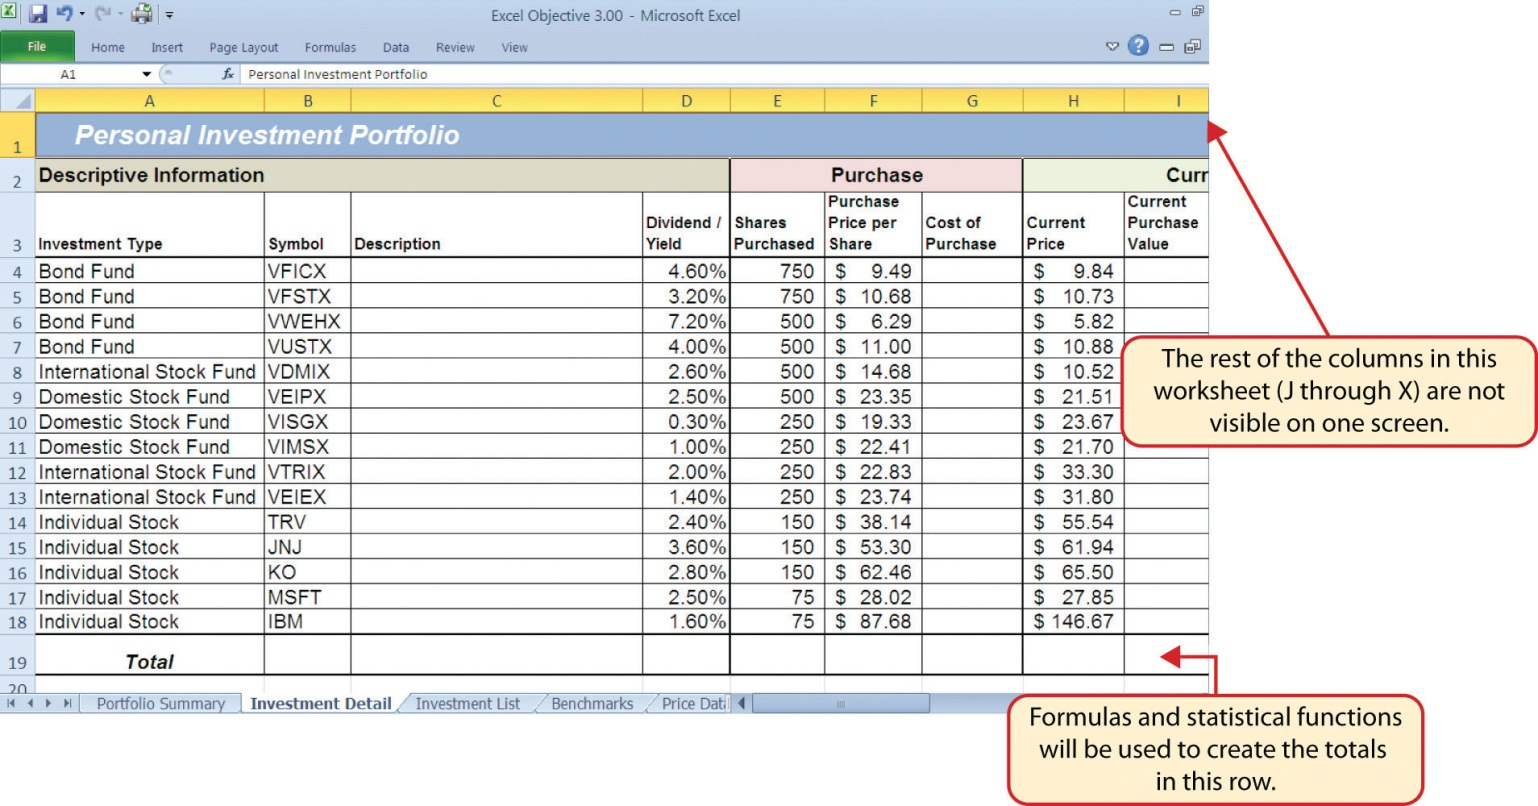 Excel Objective 3.00 - Microsoft Excel
File Home Insert Page Layout Formulas Data Review View
A1 fx Personal Investment Portfolio
A B C D E F G H I
1 Personal Investment Portfolio
2 Descriptive Information Purchase Curr
3 Investment Type Symbol Description Dividend / Yield Shares Purchased Purchase Price per Share Cost of Purchase Current Price Current Purchase Value
4 Bond Fund VFICX 4.60% 750 $ 9.49 $ 9.84
5 Bond Fund VFSTX 3.20% 750 $ 10.68 $ 10.73
6 Bond Fund VWEHX 7.20% 500 $ 6.29 $ 5.82
7 Bond Fund VUSTX 4.00% 500 $ 11.00 $ 10.88
8 International Stock Fund VDMIX 2.60% 500 $ 14.68 $ 10.52
9 Domestic Stock Fund VEIPX 2.50% 500 $ 23.35 $ 21.51
10 Domestic Stock Fund VISGX 0.30% 250 $ 19.33 $ 23.67
11 Domestic Stock Fund VIMSX 1.00% 250 $ 22.41 $ 21.70
12 International Stock Fund VTRIX 2.00% 250 $ 22.83 $ 33.30
13 International Stock Fund VEIEX 1.40% 250 $ 23.74 $ 31.80
14 Individual Stock TRV 2.40% 150 $ 38.14 $ 55.54
15 Individual Stock JNJ 3.60% 150 $ 53.30 $ 61.94
16 Individual Stock KO 2.80% 150 $ 62.46 $ 65.50
17 Individual Stock MSFT 2.50% 75 $ 28.02 $ 27.85
18 Individual Stock IBM 1.60% 75 $ 87.68 $ 146.67
19 Total
20
Portfolio Summary Investment Detail Investment List Benchmarks Price Data
The rest of the columns in this
worksheet (J through X) are not
visible on one screen.
Formulas and statistical functions
will be used to create the totals
in this row.